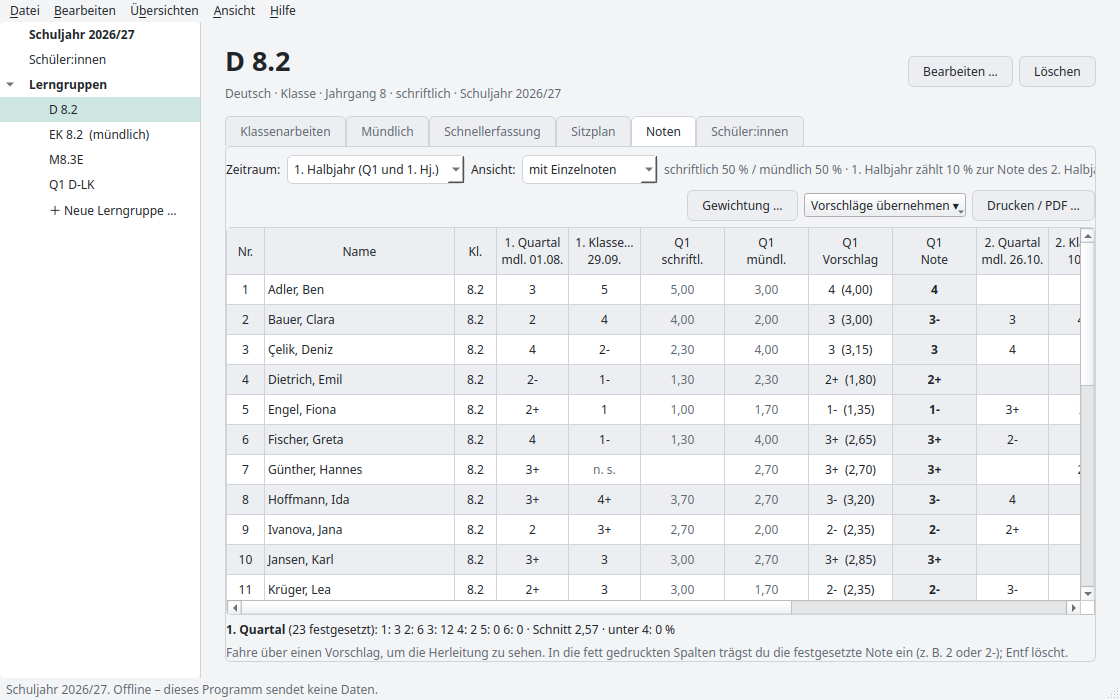 Datei Bearbeiten Übersichten Ansicht Hilfe
Schuljahr 2026/27
Schüler:innen
Lerngruppen
D 8.2
EK 8.2 (mündlich)
M8.3E
Q1 D-LK
+ Neue Lerngruppe ...
D 8.2
Bearbeiten ... Löschen
Deutsch · Klasse · Jahrgang 8 · schriftlich · Schuljahr 2026/27
Klassenarbeiten Mündlich Schnellerfassung Sitzplan Noten Schüler:innen
Zeitraum: 1. Halbjahr (Q1 und 1. Hj.) Ansicht: mit Einzelnoten schriftlich 50 % / mündlich 50 % · 1. Halbjahr zählt 10 % zur Note des 2. Halbja
Gewichtung ... Vorschläge übernehmen ▾ Drucken / PDF ...
Nr. Name Kl. 1. Quartal mdl. 01.08. 1. Klasse... 29.09. Q1 schriftl. Q1 mündl. Q1 Vorschlag Q1 Note 2. Quartal mdl. 26.10. 2. Kl 10
1 Adler, Ben 8.2 3 5 5,00 3,00 4 (4,00) 4
2 Bauer, Clara 8.2 2 4 4,00 2,00 3 (3,00) 3- 3
3 Çelik, Deniz 8.2 4 2- 2,30 4,00 3 (3,15) 3 4
4 Dietrich, Emil 8.2 2- 1- 1,30 2,30 2+ (1,80) 2+
5 Engel, Fiona 8.2 2+ 1 1,00 1,70 1- (1,35) 1- 3+
6 Fischer, Greta 8.2 4 1- 1,30 4,00 3+ (2,65) 3+ 2-
7 Günther, Hannes 8.2 3+ n. s. 2,70 3+ (2,70) 3+
8 Hoffmann, Ida 8.2 3+ 4+ 3,70 2,70 3- (3,20) 3- 4
9 Ivanova, Jana 8.2 2 3+ 2,70 2,00 2- (2,35) 2- 2+
10 Jansen, Karl 8.2 3+ 3 3,00 2,70 3+ (2,85) 3+
11 Krüger, Lea 8.2 2+ 3 3,00 1,70 2- (2,35) 2- 3-
1. Quartal (23 festgesetzt): 1: 3 2: 6 3: 12 4: 2 5: 0 6: 0 · Schnitt 2,57 · unter 4: 0 %
Fahre über einen Vorschlag, um die Herleitung zu sehen. In die fett gedruckten Spalten trägst du die festgesetzte Note ein (z. B. 2 oder 2-); Entf löscht.
Schuljahr 2026/27. Offline – dieses Programm sendet keine Daten.